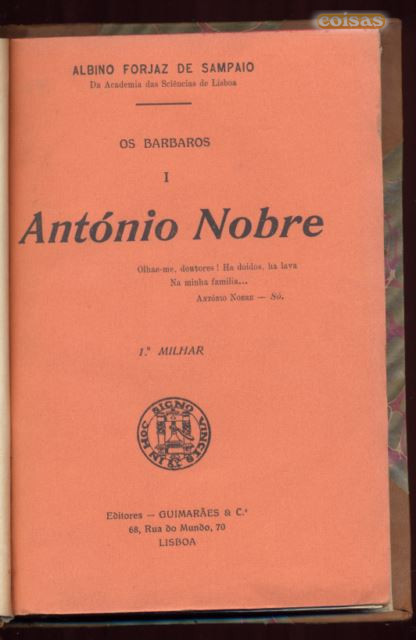 coisas
ALBINO FORJAZ DE SAMPAIO
Da Academia das Sciências de Lisboa
OS BARBAROS
I
António Nobre
Olhae-me, doutores! Ha doidos, ha lava
Na minha familia...
ANTÓNIO NOBRE — Só.
1.º MILHAR
IN HOC SIGNO VINCES
Editores — GUIMARÃES & C.ª
68, Rua do Mundo, 70
LISBOA